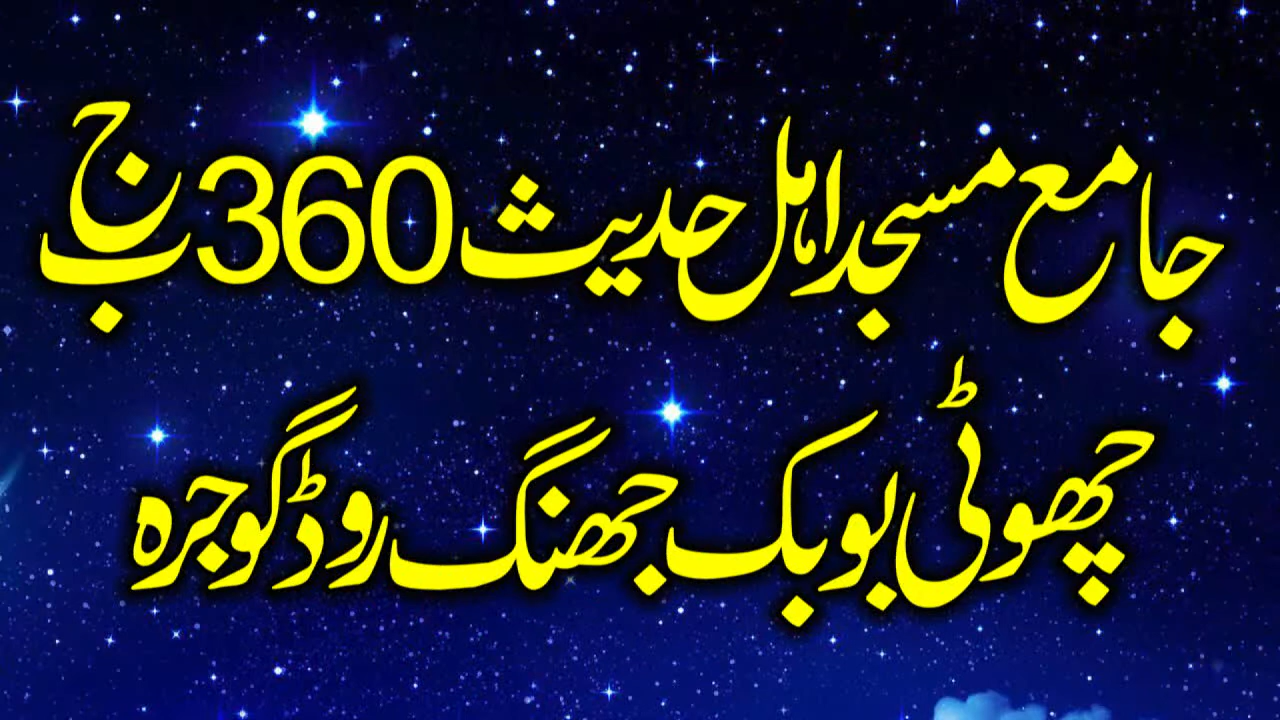 جامع مسجد اہل حدیث 360 ج ب
چھوٹی بوبک جھنگ روڈ گوجرہ